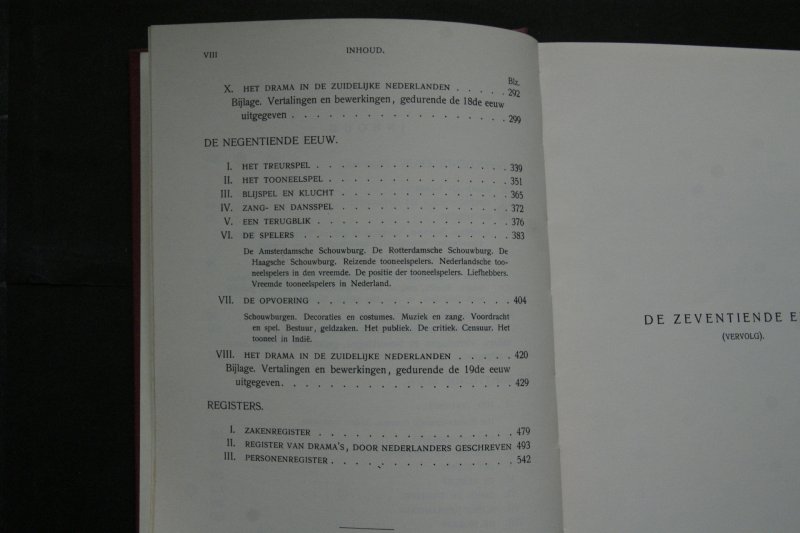 VIII INHOUD.
Blz.
X. HET DRAMA IN DE ZUIDELIJKE NEDERLANDEN . . . . . 292
Bijlage. Vertalingen en bewerkingen, gedurende de 18de eeuw
uitgegeven . . . . . . . . . . . . . . . . 299
DE NEGENTIENDE EEUW.
I. HET TREURSPEL . . . . . . . . . . . . . . 339
II. HET TOONEELSPEL . . . . . . . . . . . . . 351
III. BLIJSPEL EN KLUCHT . . . . . . . . . . . . 365
IV. ZANG- EN DANSSPEL . . . . . . . . . . . . 372
V. EEN TERUGBLIK . . . . . . . . . . . . . . 376
VI. DE SPELERS . . . . . . . . . . . . . . . 383
De Amsterdamsche Schouwburg. De Rotterdamsche Schouwburg. De
Haagsche Schouwburg. Reizende tooneelspelers. Nederlandsche too-
neelspelers in den vreemde. De positie der tooneelspelers. Liefhebbers.
Vreemde tooneelspelers in Nederland.
VII. DE OPVOERING . . . . . . . . . . . . . . 404
Schouwburgen. Decoraties en costumes. Muziek en zang. Voordracht
en spel. Bestuur, geldzaken. Het publiek. De critiek. Censuur. Het
tooneel in Indië.
VIII. HET DRAMA IN DE ZUIDELIJKE NEDERLANDEN . . . . . 420
Bijlage. Vertalingen en bewerkingen, gedurende de 19de eeuw
uitgegeven. . . . . . . . . . . . . . . . . 429
REGISTERS.
I. ZAKENREGISTER . . . . . . . . . . . . . . 479
II. REGISTER VAN DRAMA'S, DOOR NEDERLANDERS GESCHREVEN 493
III. PERSONENREGISTER . . . . . . . . . . . . . 542
DE ZEVENTIENDE E
(VERVOLG).